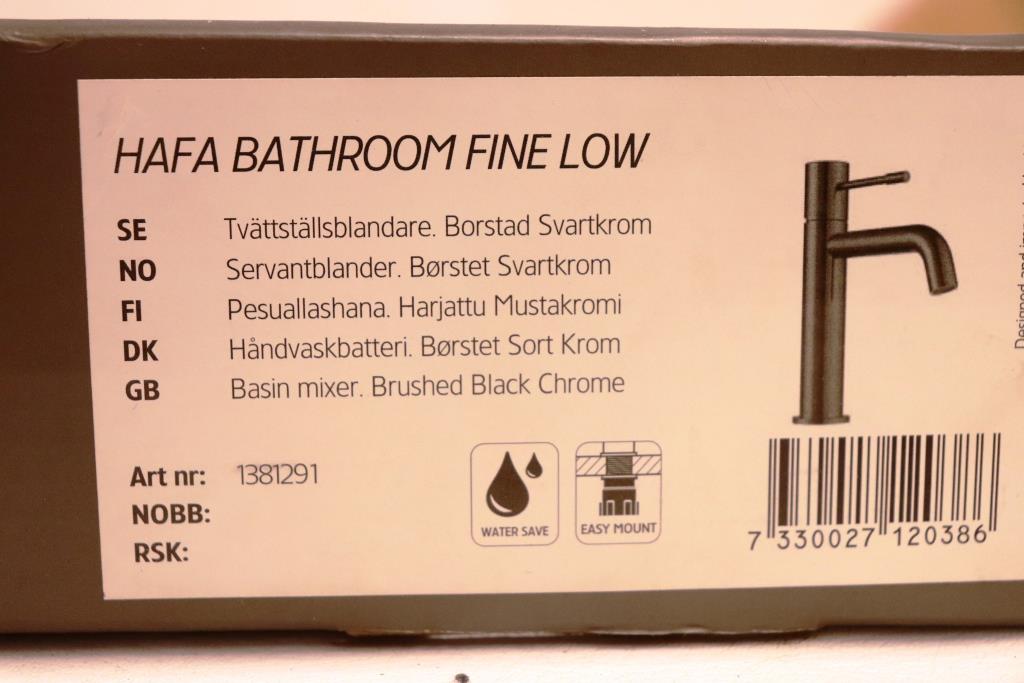 HAFA BATHROOM FINE LOW
SE Tvättställsblandare. Borstad Svartkrom
NO Servantblander. Børstet Svartkrom
FI Pesuallashana. Harjattu Mustakromi
DK Håndvaskbatteri. Børstet Sort Krom
GB Basin mixer. Brushed Black Chrome
Art nr: 1381291
NOBB:
RSK:
WATER SAVE
EASY MOUNT
7 330027 120386
Designed and